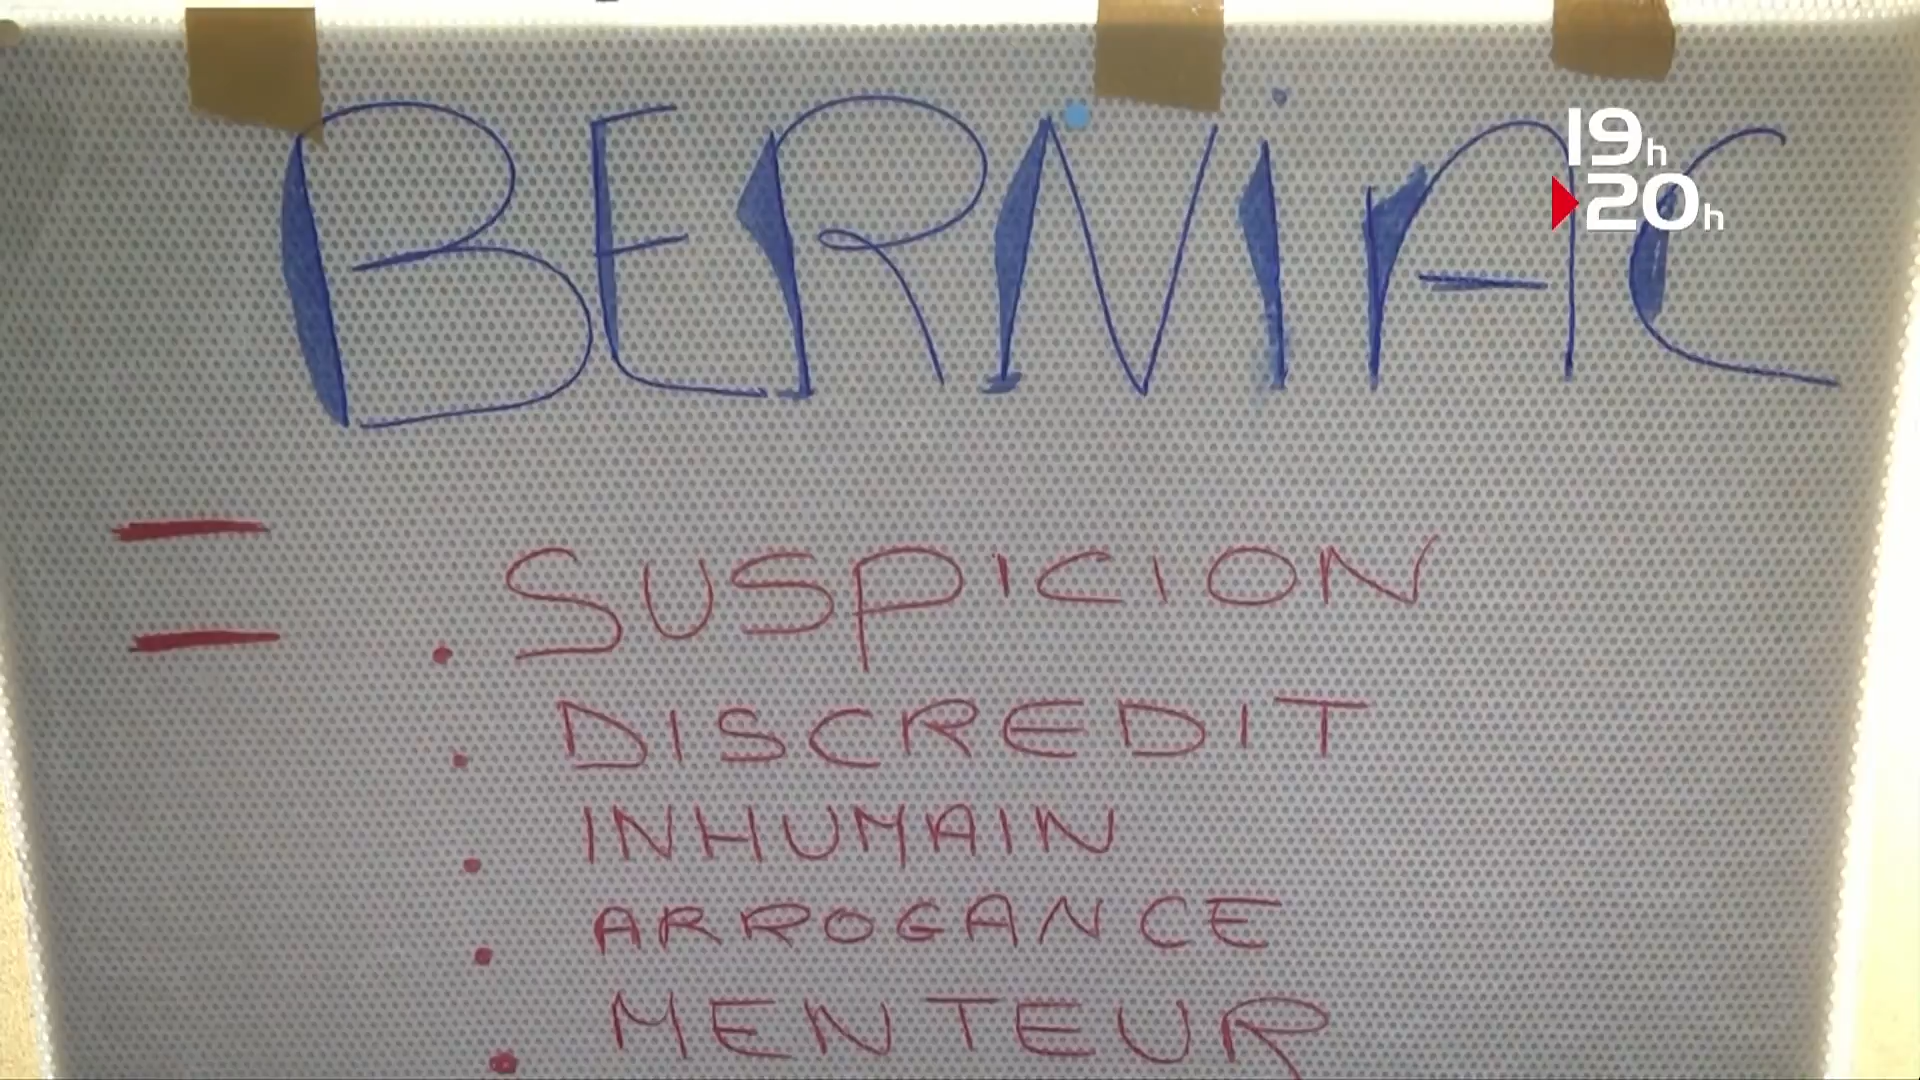 BERNiAC
19h
20h
=
. SUSPICION
. DISCREDIT
. INHUMAIN
. ARROGANCE
. MENTEUR